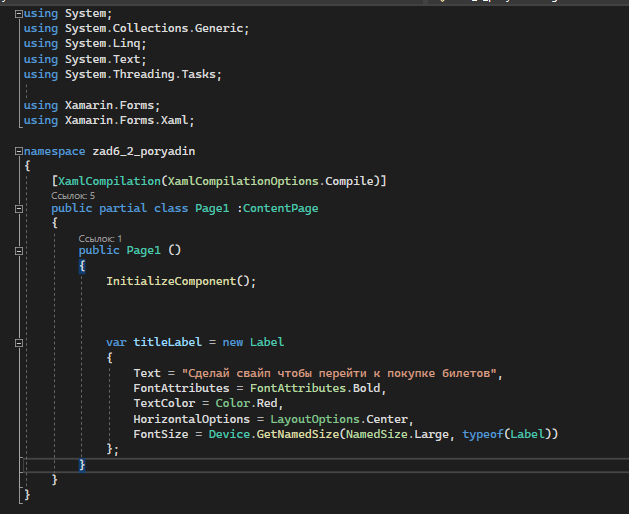 using System;
using System.Collections.Generic;
using System.Linq;
using System.Text;
using System.Threading.Tasks;
using Xamarin.Forms;
using Xamarin.Forms.Xaml;
namespace zad6_2_poryadin
{
[XamlCompilation(XamlCompilationOptions.Compile)]
Ссылок: 5
public partial class Page1 :ContentPage
{
Ссылок: 1
public Page1 ()
{
InitializeComponent();
var titleLabel = new Label
{
Text = "Сделай свайп чтобы перейти к покупке билетов",
FontAttributes = FontAttributes.Bold,
TextColor = Color.Red,
HorizontalOptions = LayoutOptions.Center,
FontSize = Device.GetNamedSize(NamedSize.Large, typeof(Label))
};
}
}
}